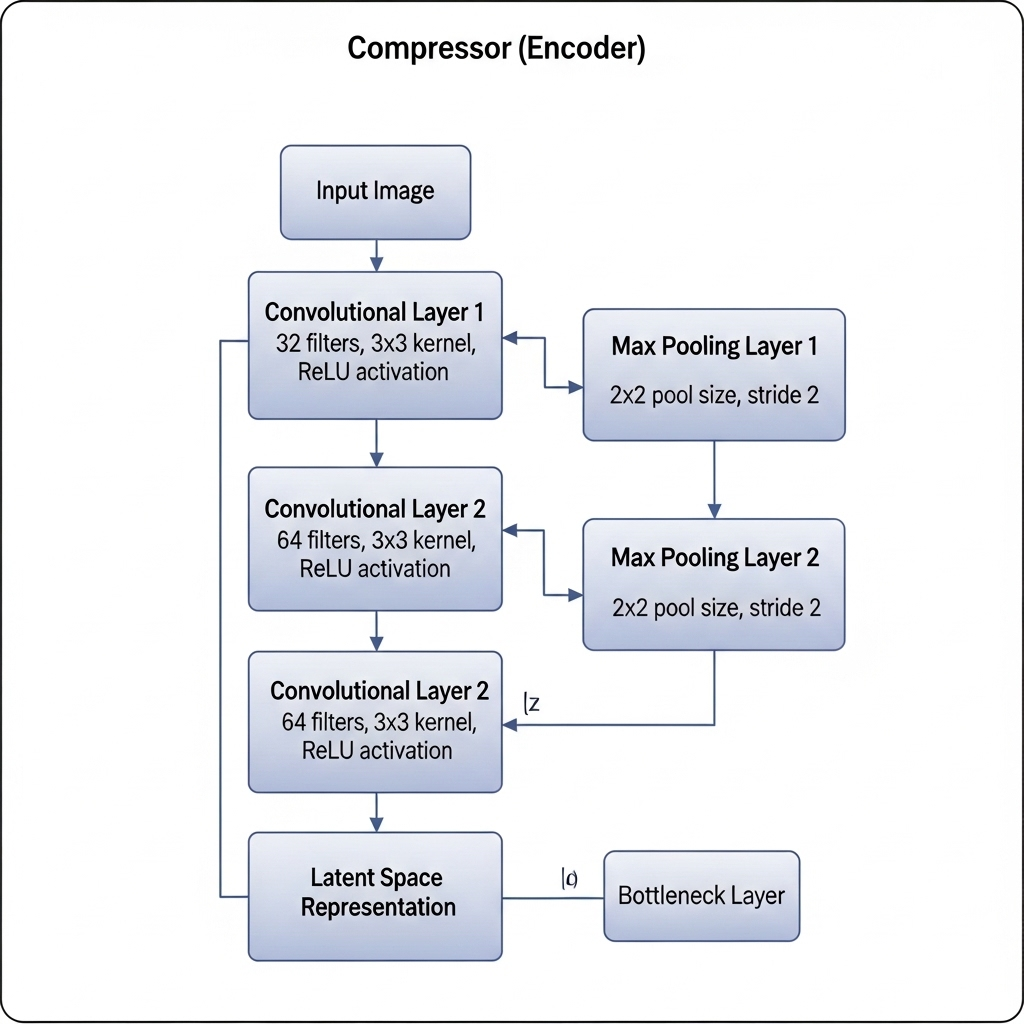 Compressor (Encoder)
Input Image
Convolutional Layer 1
32 filters, 3x3 kernel,
ReLU activation
Max Pooling Layer 1
2x2 pool size, stride 2
Convolutional Layer 2
64 filters, 3x3 kernel,
ReLU activation
Max Pooling Layer 2
2x2 pool size, stride 2
Convolutional Layer 2
64 filters, 3x3 kernel,
ReLU activation
Latent Space
Representation
Bottleneck Layer